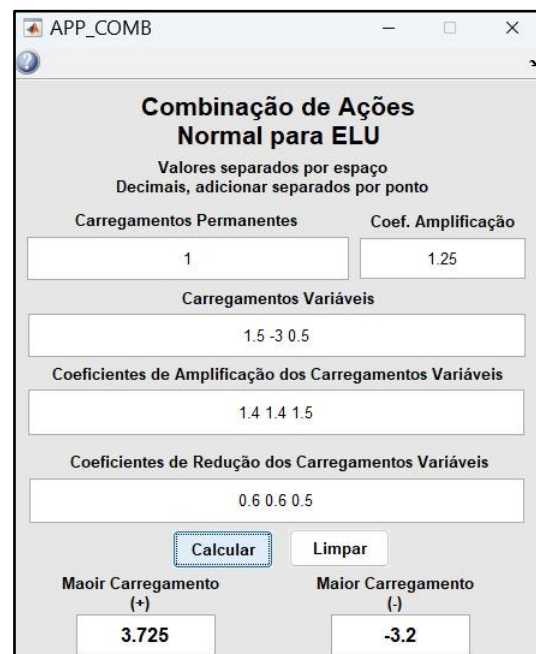 APP_COMB
Combinação de Ações
Normal para ELU
Valores separados por espaço
Decimais, adicionar separados por ponto
Carregamentos Permanentes
Coef. Amplificação
1
1.25
Carregamentos Variáveis
1.5 -3 0.5
Coeficientes de Amplificação dos Carregamentos Variáveis
1.4 1.4 1.5
Coeficientes de Redução dos Carregamentos Variáveis
0.6 0.6 0.5
Calcular
Limpar
Maoir Carregamento
(+)
Maior Carregamento
(-)
3.725
-3.2